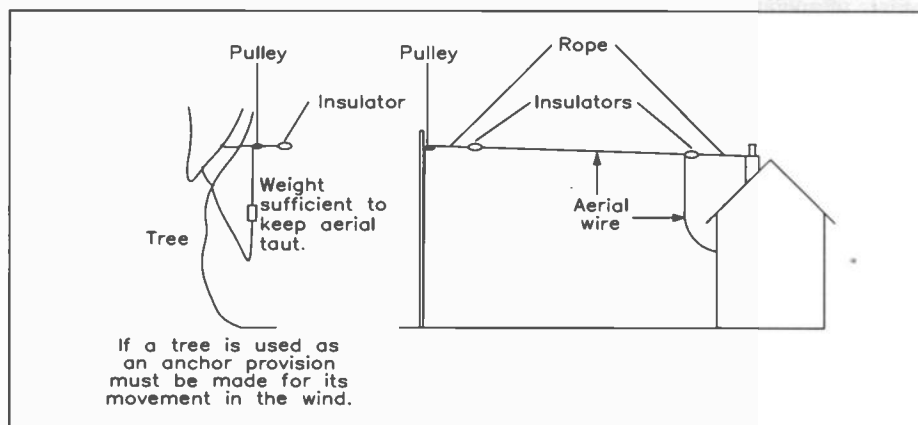 Pulley
Insulator
Weight
sufficient to
keep aerial
taut.
Tree
If a tree is used as
an anchor provision
must be made for its
movement in the wind.
Pulley
Rope
Insulators
Aerial
wire